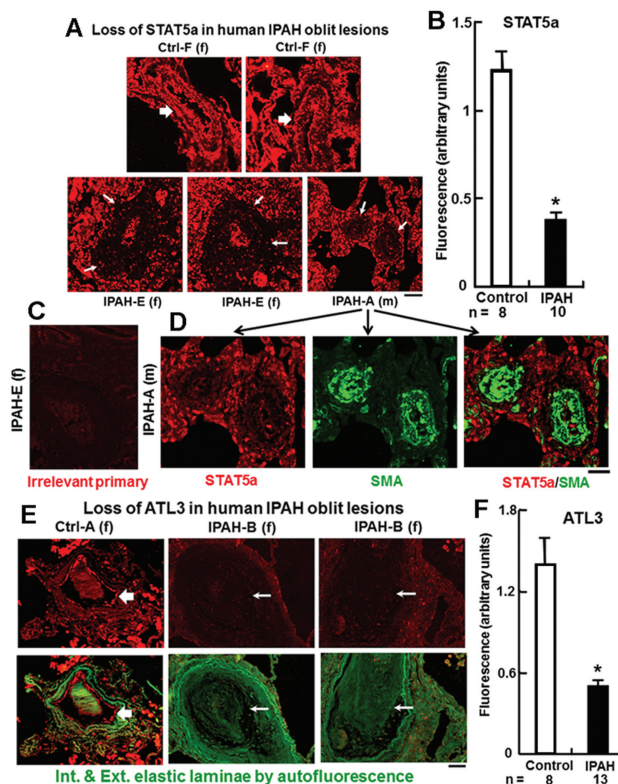 A Loss of STAT5a in human IPAH oblit lesions
Ctrl-F (f) Ctrl-F (f)
IPAH-E (f) IPAH-E (f) IPAH-A (m)
B STAT5a
Fluorescence (arbitrary units)
1.5
1
0.5
0
*
Control IPAH
n = 8 10
C
IPAH-E (f)
Irrelevant primary
D
IPAH-A (m)
STAT5a SMA STAT5a/SMA
E Loss of ATL3 in human IPAH oblit lesions
Ctrl-A (f) IPAH-B (f) IPAH-B (f)
Int. & Ext. elastic laminae by autofluorescence
F ATL3
Fluorescence (arbitrary units)
1.8
1.2
0.6
0
*
Control IPAH
n = 8 13